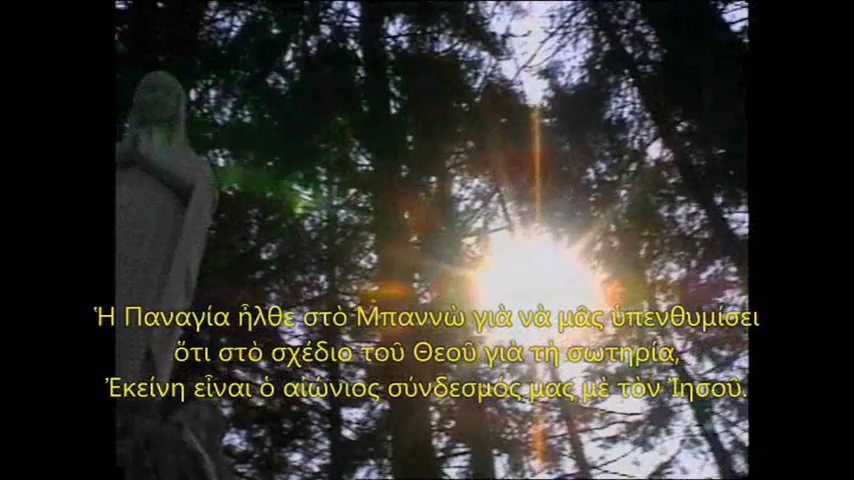 Ἡ Παναγία ἦλθε στὸ Μπαννὼ γιὰ νὰ μᾶς ὑπενθυμίσει
ὅτι στὸ σχέδιο τοῦ Θεοῦ γιὰ τὴ σωτηρία,
Ἐκείνη εἶναι ὁ αἰώνιος σύνδεσμός μας μὲ τὸν Ἰησοῦ.